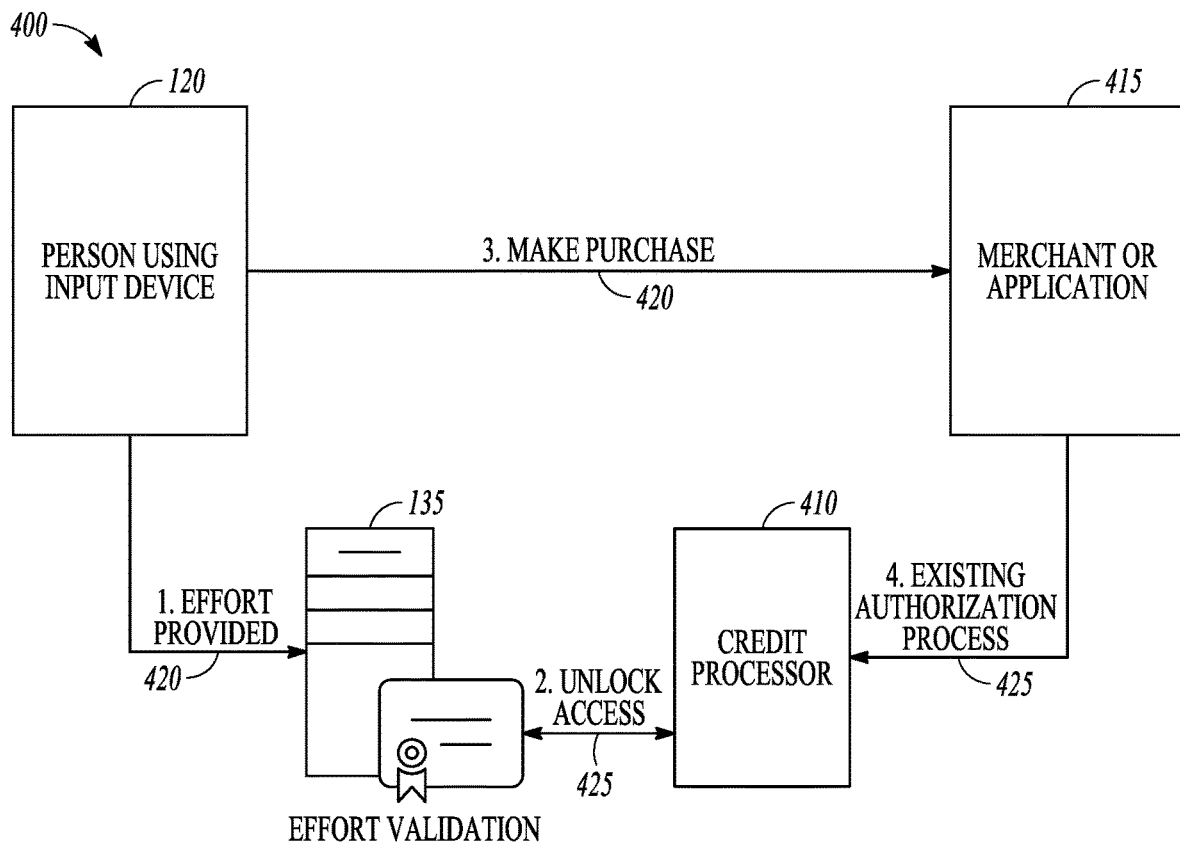 400
120
415
PERSON USING
INPUT DEVICE
3. MAKE PURCHASE
420
MERCHANT OR
APPLICATION
135
410
1. EFFORT
PROVIDED
420
2. UNLOCK
ACCESS
425
CREDIT
PROCESSOR
4. EXISTING
AUTHORIZATION
PROCESS
425
EFFORT VALIDATION